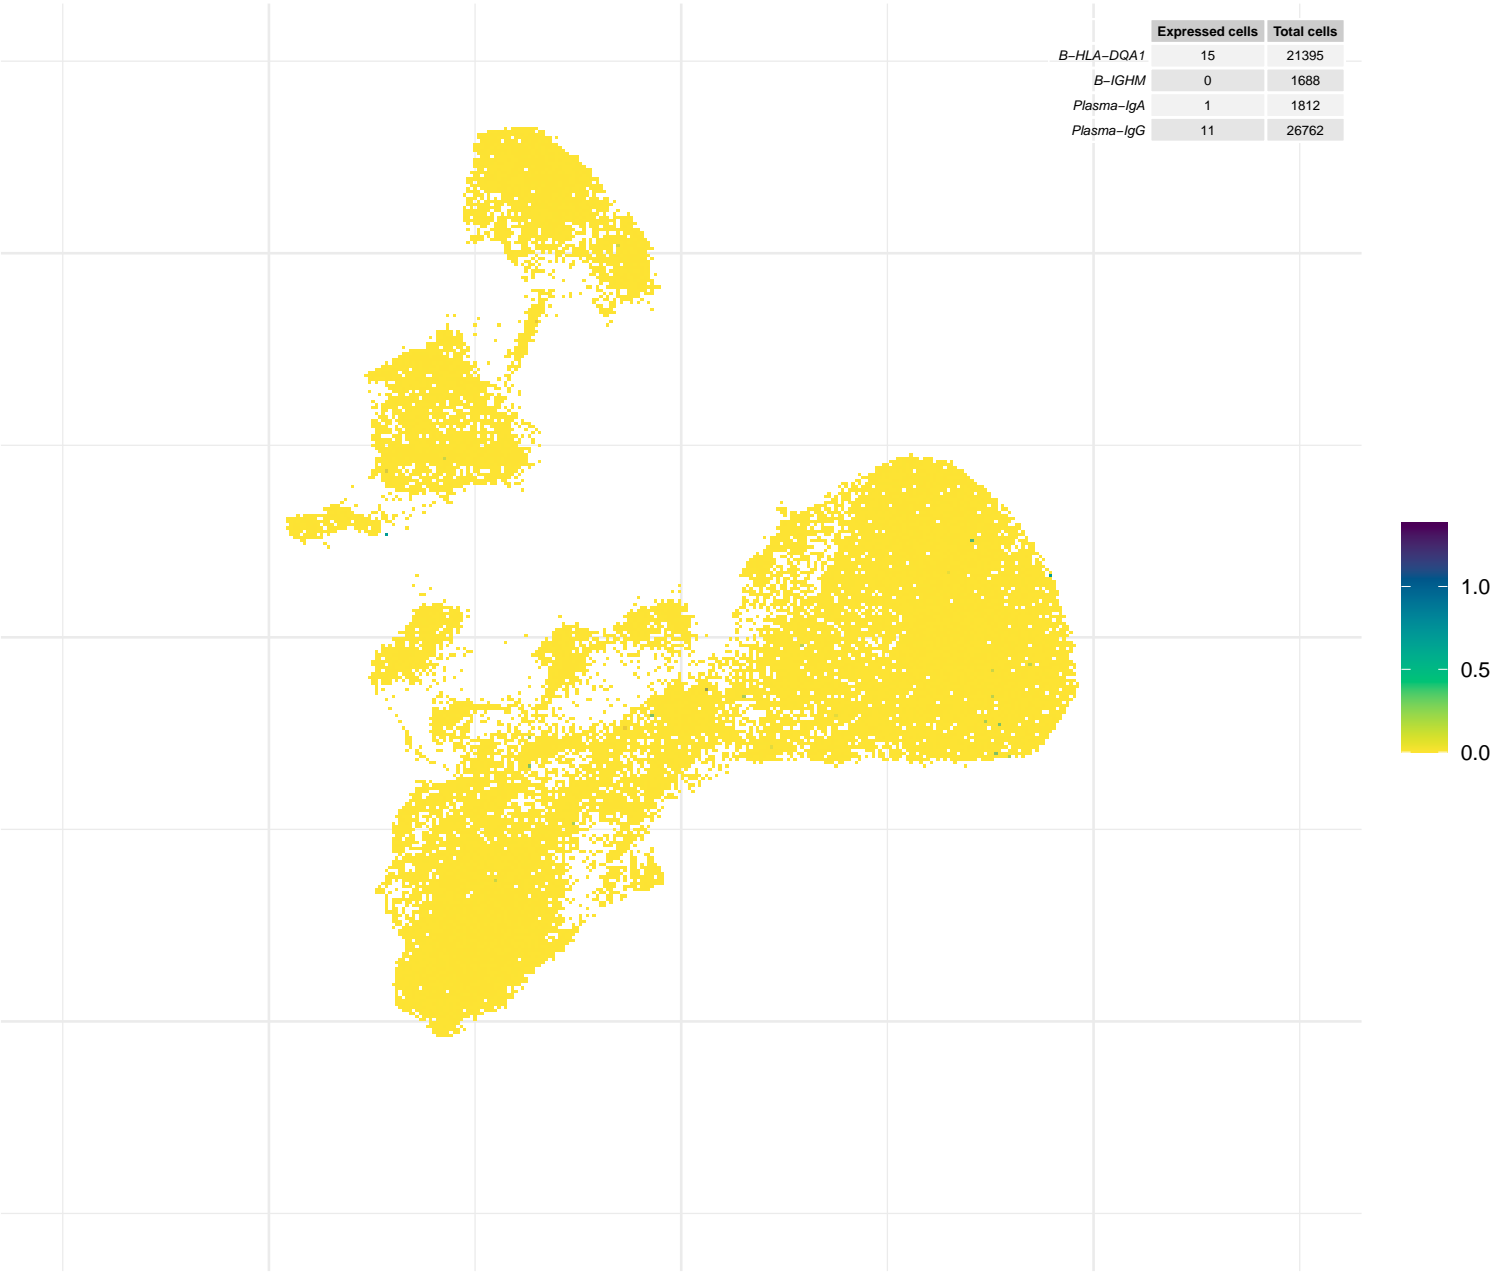 Expressed cells Total cells
B−HLA−DQA1 15 21395
B−IGHM 0 1688
Plasma−IgA 1 1812
Plasma−IgG 11 26762
1.0
0.5
0.0